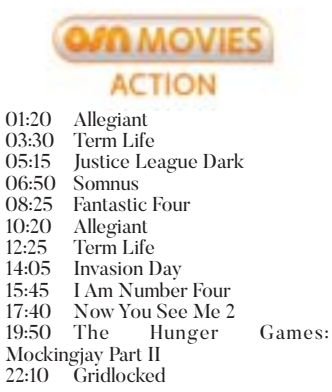 OSN MOVIES
ACTION
01:20 Allegiant
03:30 Term Life
05:15 Justice League Dark
06:50 Somnus
08:25 Fantastic Four
10:20 Allegiant
12:25 Term Life
14:05 Invasion Day
15:45 I Am Number Four
17:40 Now You See Me 2
19:50 The Hunger Games:
Mockingjay Part II
22:10 Gridlocked